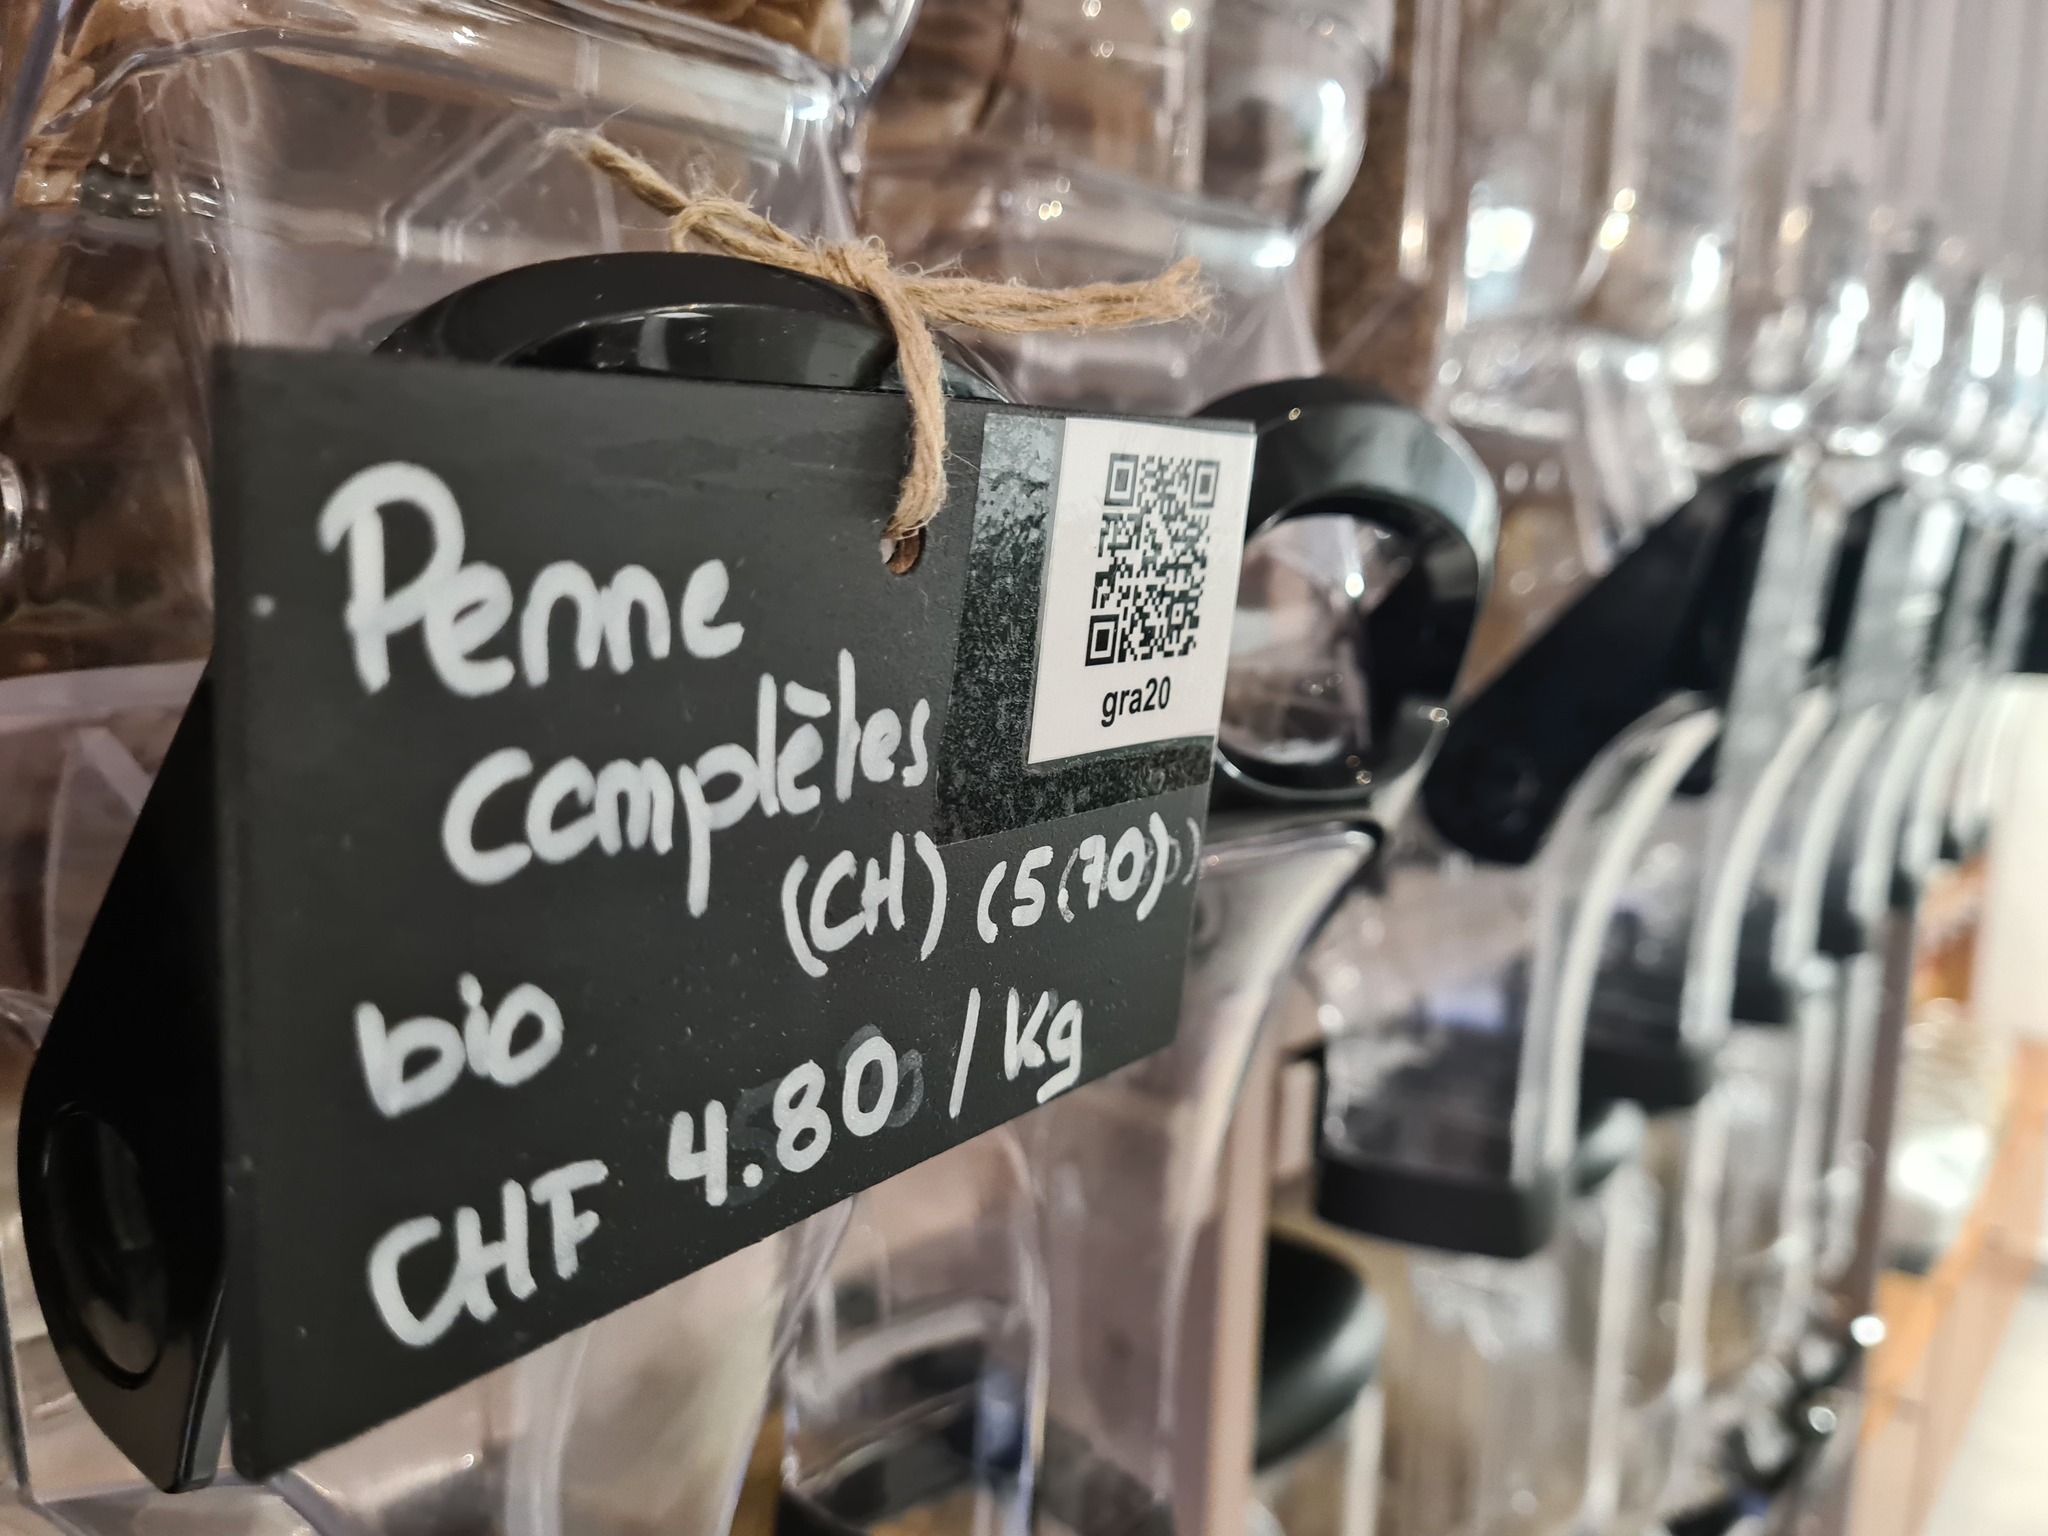 Penne
complètes
(CH) (5(70)
bio
CHF 4.80 / Kg
gra20